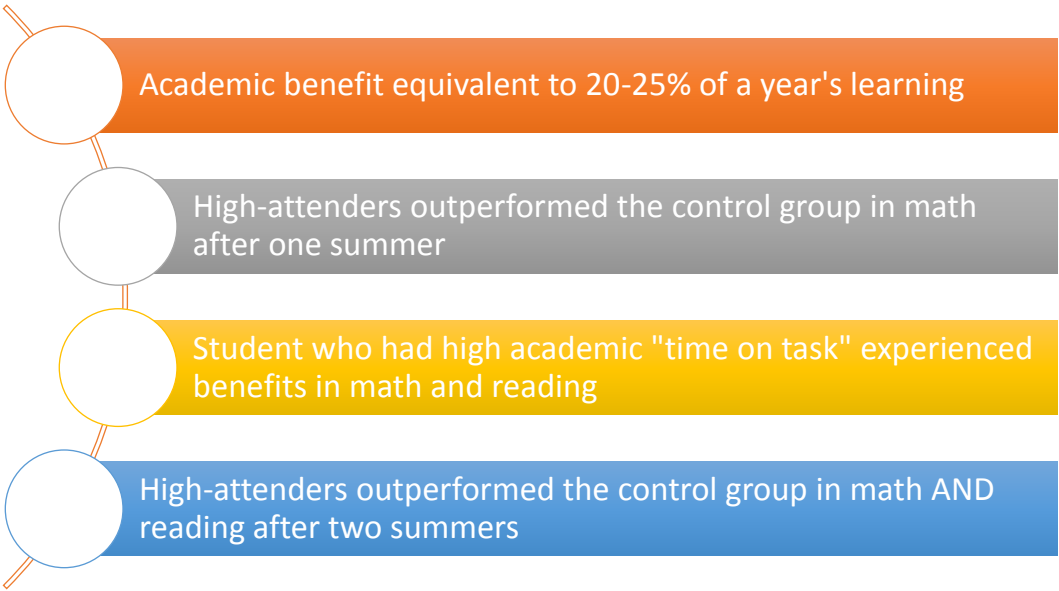 Academic benefit equivalent to 20-25% of a year's learning
High-attenders outperformed the control group in math
after one summer
Student who had high academic "time on task" experienced
benefits in math and reading
High-attenders outperformed the control group in math AND
reading after two summers